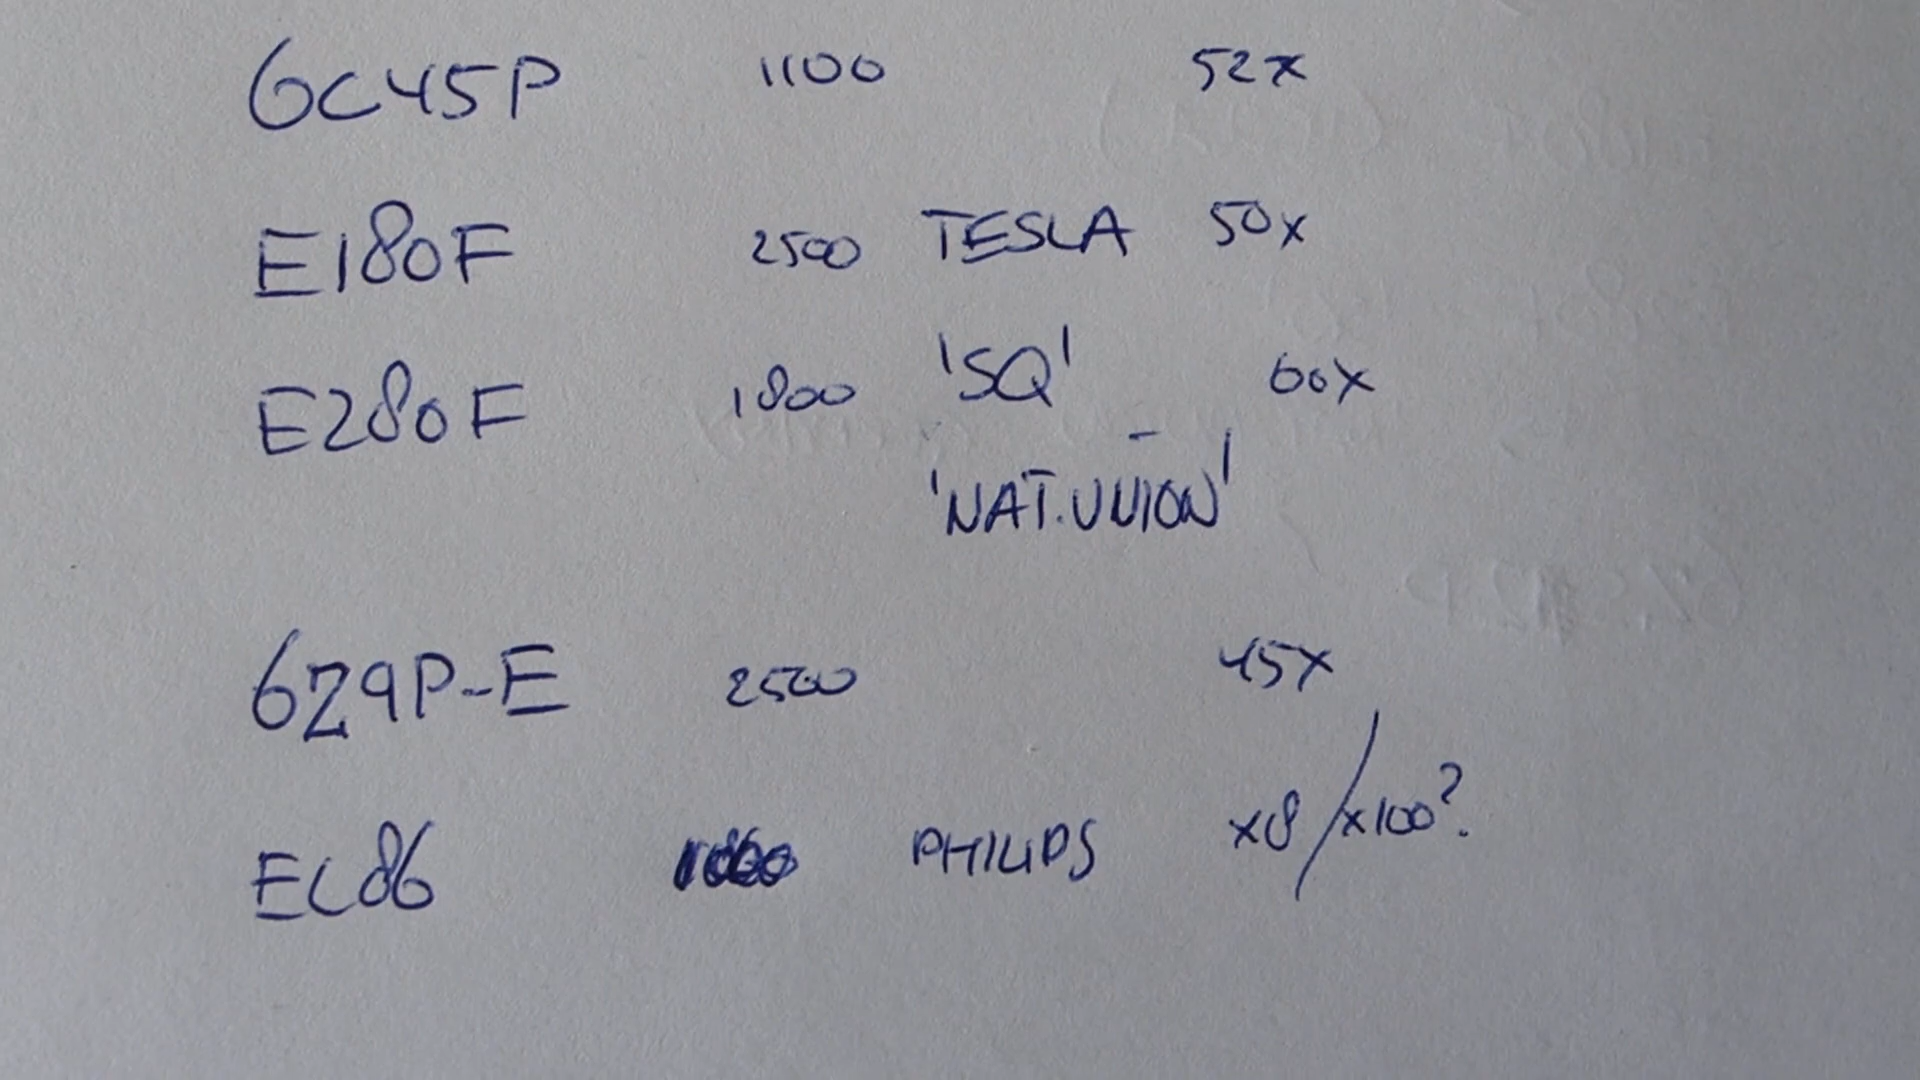 6C45P 1100 52x
E180F 2500 TESLA 50x
E280F 1800 'SQ' 60x
'NAT.UNION'
6Z9P-E 2500 45x
EC86 PHILIPS x8/x100?